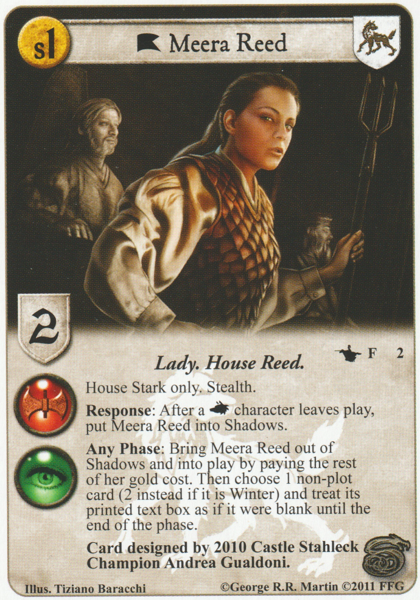 s1
Meera Reed
2
Lady. House Reed.
F 2
House Stark only. Stealth.
Response: After a character leaves play,
put Meera Reed into Shadows.
Any Phase: Bring Meera Reed out of
Shadows and into play by paying the rest
of her gold cost. Then choose 1 non-plot
card (2 instead if it is Winter) and treat its
printed text box as if it were blank until
the end of the phase.
Card designed by 2010 Castle Stahleck
Champion Andrea Gualdoni.
Illus. Tiziano Baracchi
©George R.R. Martin ©2011 FFG